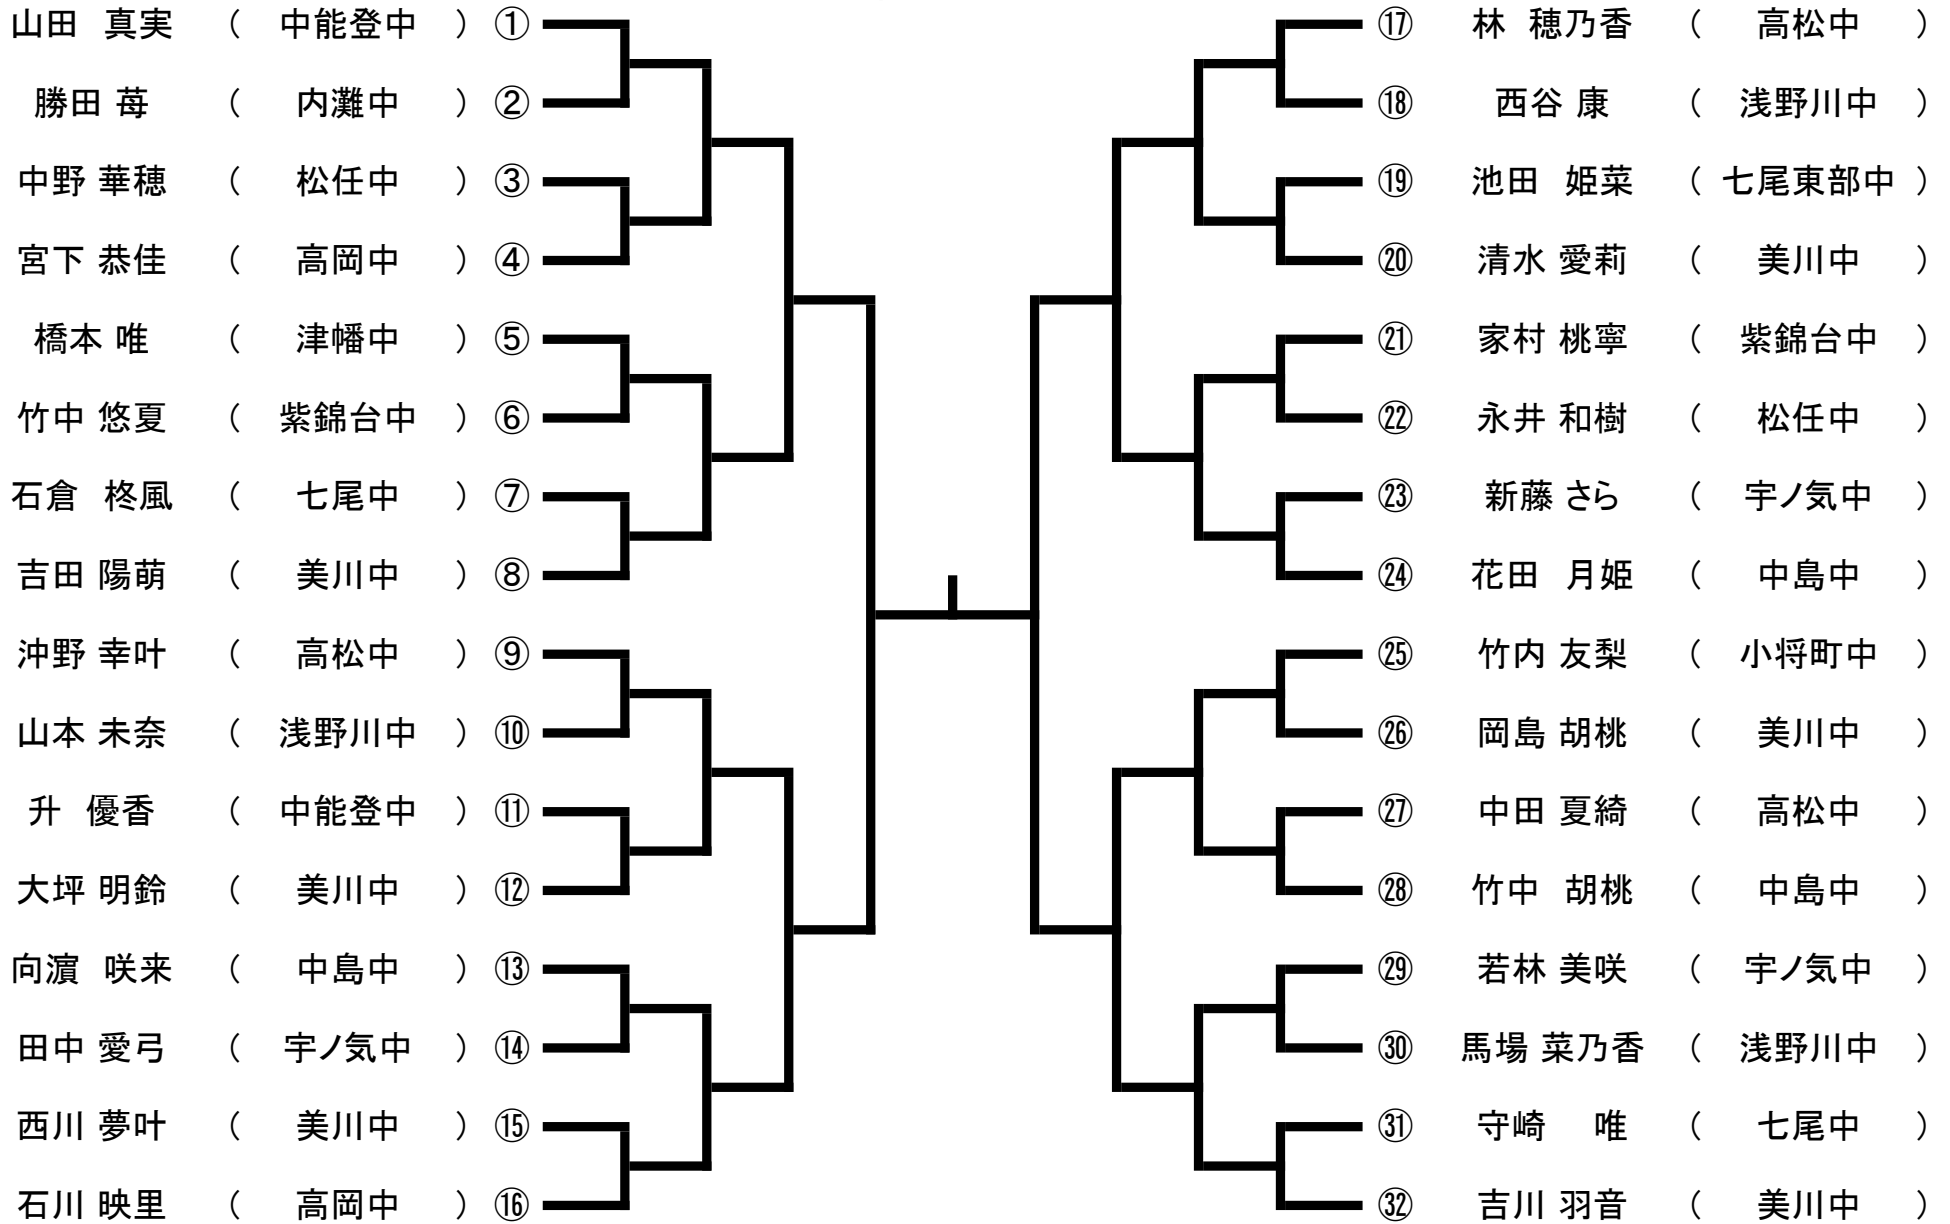 山田 真実 ( 中能登中 ) ①
勝田 苺 ( 内灘中 ) ②
中野 華穂 ( 松任中 ) ③
宮下 恭佳 ( 高岡中 ) ④
橋本 唯 ( 津幡中 ) ⑤
竹中 悠夏 ( 紫錦台中 ) ⑥
石倉 柊風 ( 七尾中 ) ⑦
吉田 陽萌 ( 美川中 ) ⑧
沖野 幸叶 ( 高松中 ) ⑨
山本 未奈 ( 浅野川中 ) ⑩
升 優香 ( 中能登中 ) ⑪
大坪 明鈴 ( 美川中 ) ⑫
向濵 咲来 ( 中島中 ) ⑬
田中 愛弓 ( 宇ノ気中 ) ⑭
西川 夢叶 ( 美川中 ) ⑮
石川 映里 ( 高岡中 ) ⑯
⑰ 林 穂乃香 ( 高松中 )
⑱ 西谷 康 ( 浅野川中 )
⑲ 池田 姫菜 ( 七尾東部中 )
⑳ 清水 愛莉 ( 美川中 )
㉑ 家村 桃寧 ( 紫錦台中 )
㉒ 永井 和樹 ( 松任中 )
㉓ 新藤 さら ( 宇ノ気中 )
㉔ 花田 月姫 ( 中島中 )
㉕ 竹内 友梨 ( 小将町中 )
㉖ 岡島 胡桃 ( 美川中 )
㉗ 中田 夏綺 ( 高松中 )
㉘ 竹中 胡桃 ( 中島中 )
㉙ 若林 美咲 ( 宇ノ気中 )
㉚ 馬場 菜乃香 ( 浅野川中 )
㉛ 守崎 唯 ( 七尾中 )
㉜ 吉川 羽音 ( 美川中 )